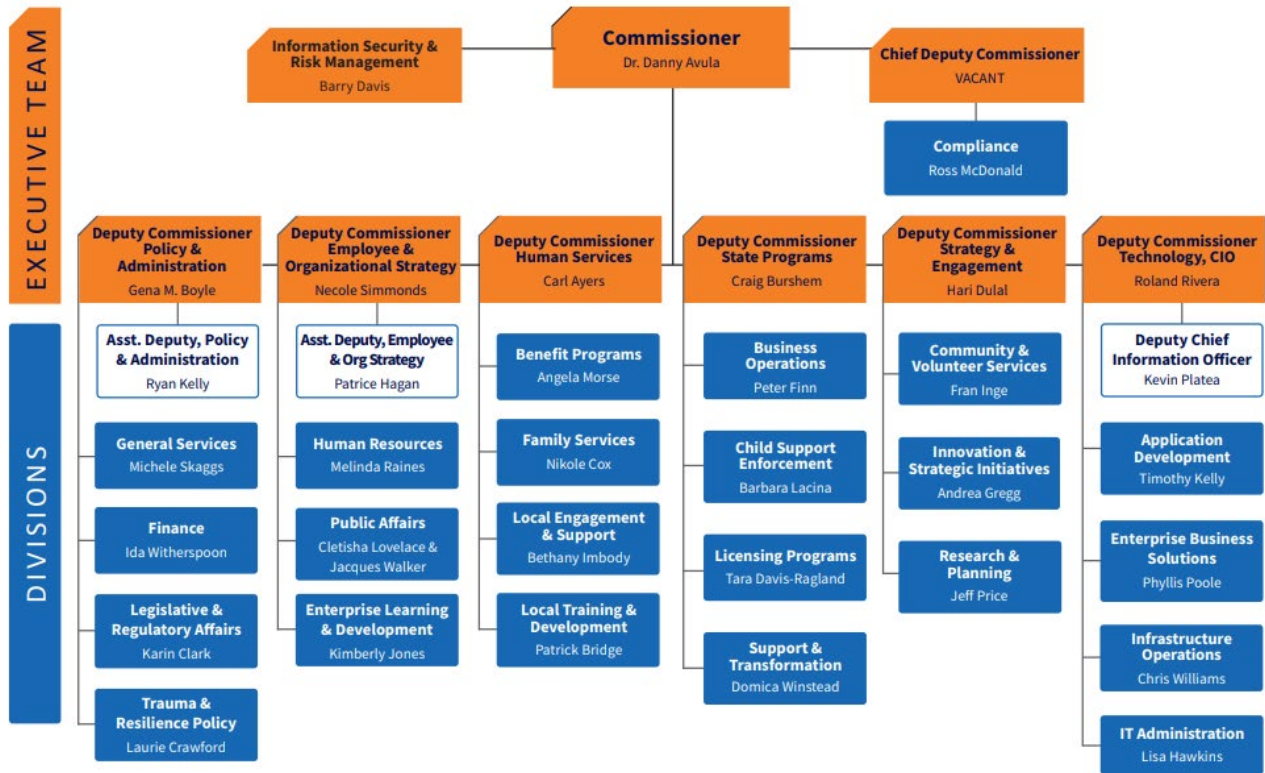 EXECUTIVE TEAM
Commissioner
Dr. Danny Avula
Information Security &
Risk Management
Barry Davis
Chief Deputy Commissioner
VACANT
Compliance
Ross McDonald
Deputy Commissioner
Policy &
Administration
Gena M. Boyle
Deputy Commissioner
Employee &
Organizational Strategy
Necole Simmonds
Deputy Commissioner
Human Services
Carl Ayers
Deputy Commissioner
State Programs
Craig Burshem
Deputy Commissioner
Strategy &
Engagement
Hari Dulal
Deputy Commissioner
Technology, CIO
Roland Rivera
DIVISIONS
Asst. Deputy, Policy
& Administration
Ryan Kelly
General Services
Michele Skaggs
Finance
Ida Witherspoon
Legislative &
Regulatory Affairs
Karin Clark
Trauma &
Resilience Policy
Laurie Crawford
Asst. Deputy, Employee
& Org Strategy
Patrice Hagan
Human Resources
Melinda Raines
Public Affairs
Cletisha Lovelace &
Jacques Walker
Enterprise Learning
& Development
Kimberly Jones
Benefit Programs
Angela Morse
Family Services
Nikole Cox
Local Engagement
& Support
Bethany Imbody
Local Training &
Development
Patrick Bridge
Business
Operations
Peter Finn
Child Support
Enforcement
Barbara Lacina
Licensing Programs
Tara Davis-Ragland
Support &
Transformation
Domica Winstead
Community &
Volunteer Services
Fran Inge
Innovation
& Strategic Initiatives
Andrea Gregg
Research &
Planning
Jeff Price
Deputy Chief
Information Officer
Kevin Platea
Application
Development
Timothy Kelly
Enterprise Business
Solutions
Phyllis Poole
Infrastructure
Operations
Chris Williams
IT Administration
Lisa Hawkins